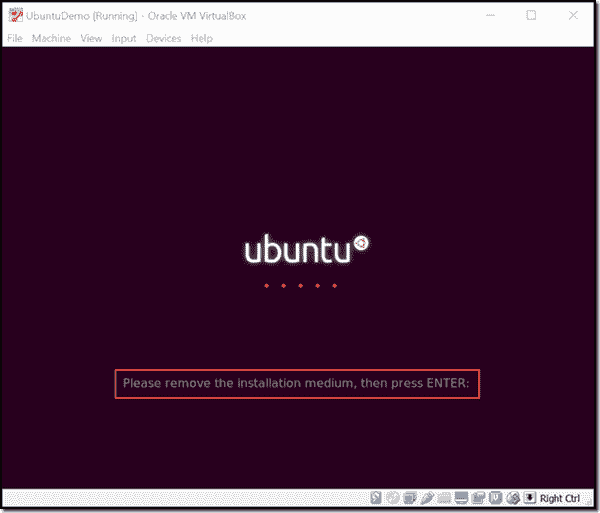 UbuntuDemo [Running] - Oracle VM VirtualBox
File Machine View Input Devices Help
ubuntu
Please remove the installation medium, then press ENTER:
Right Ctrl